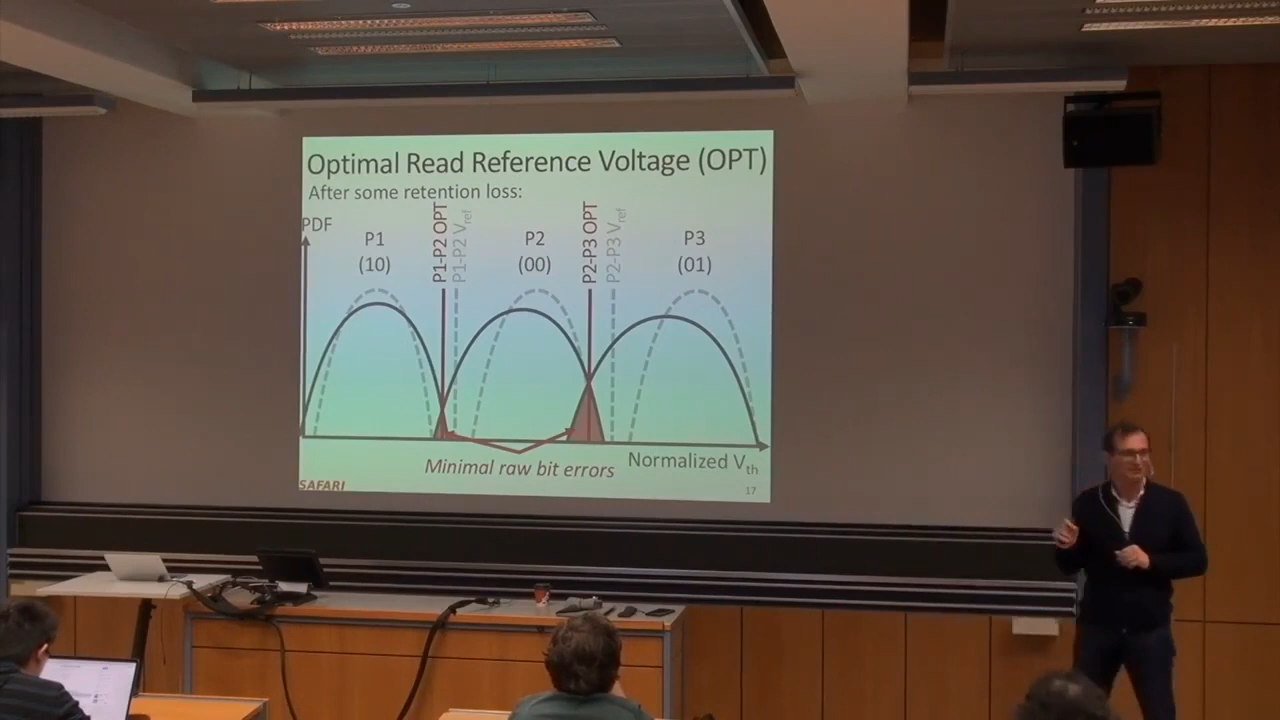 Optimal Read Reference Voltage (OPT)
After some retention loss:
PDF
P1
(10)
P1-P2 OPT
P1-P2 Vref
P2
(00)
P2-P3 OPT
P2-P3 Vref
P3
(01)
Minimal raw bit errors
Normalized Vth
SAFARI
17